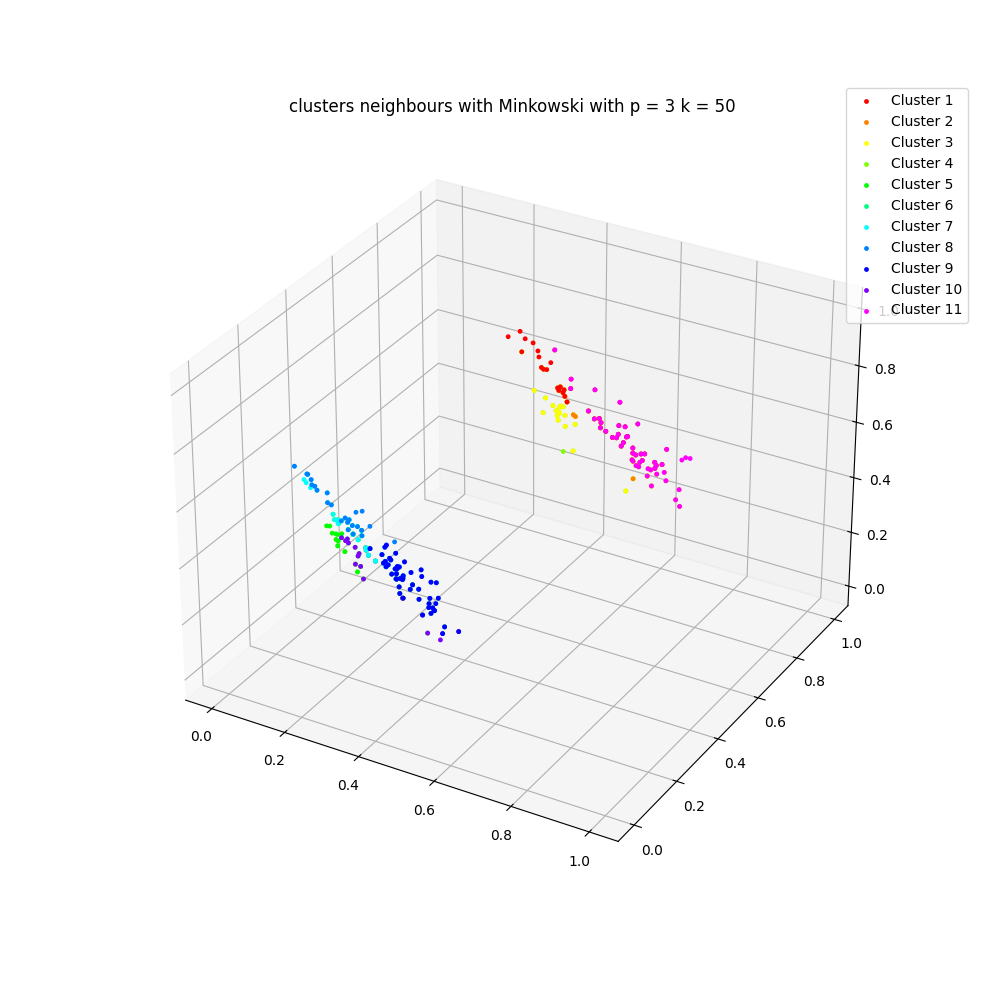 clusters neighbours with Minkowski with p = 3 k = 50
Cluster 1
Cluster 2
Cluster 3
Cluster 4
Cluster 5
Cluster 6
Cluster 7
Cluster 8
Cluster 9
Cluster 10
Cluster 11
1.0
0.8
0.6
0.4
0.2
0.0
1.0
0.8
0.6
0.4
0.2
0.0
0.0
0.2
0.4
0.6
0.8
1.0